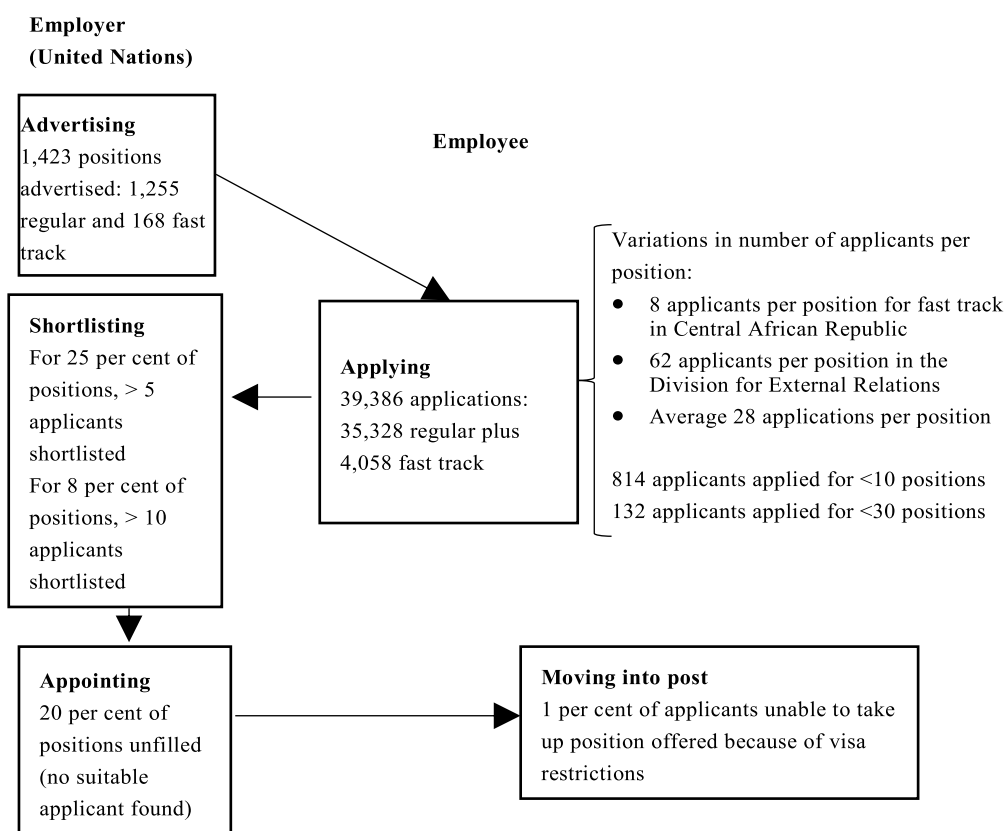 Employer
(United Nations)
Advertising
1,423 positions
advertised: 1,255
regular and 168 fast
track
Employee
Variations in number of applicants per
position:
● 8 applicants per position for fast track
in Central African Republic
● 62 applicants per position in the
Division for External Relations
● Average 28 applications per position
814 applicants applied for <10 positions
132 applicants applied for <30 positions
Applying
39,386 applications:
35,328 regular plus
4,058 fast track
Shortlisting
For 25 per cent of
positions, > 5
applicants
shortlisted
For 8 per cent of
positions, > 10
applicants
shortlisted
Appointing
20 per cent of
positions unfilled
(no suitable
applicant found)
Moving into post
1 per cent of applicants unable to take
up position offered because of visa
restrictions